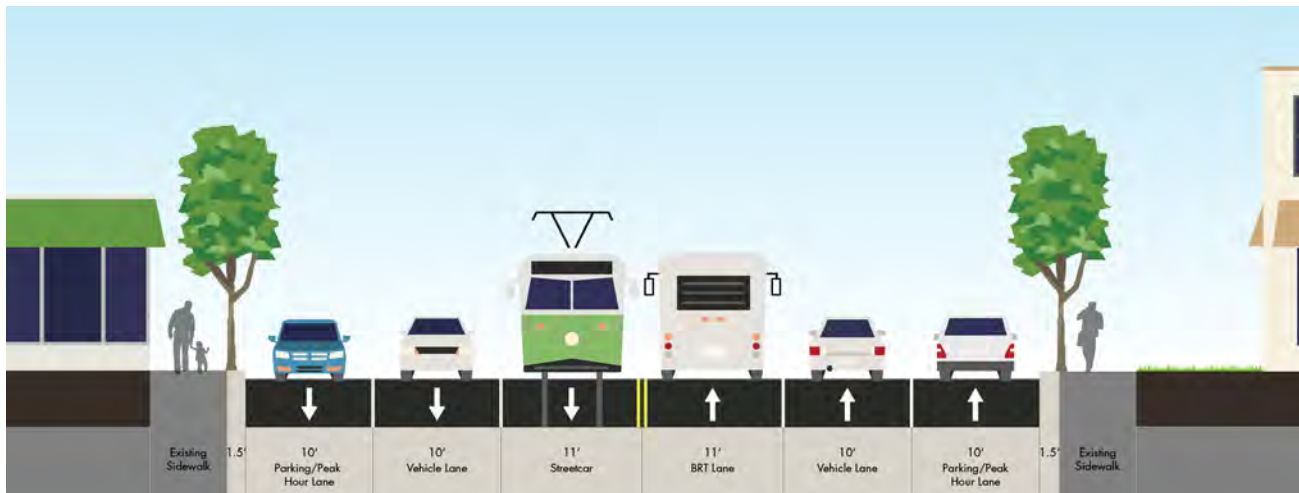 Existing
Sidewalk
1.5'
10'
Parking/Peak
Hour Lane
10'
Vehicle Lane
11'
Streetcar
11'
BRT Lane
10'
Vehicle Lane
10'
Parking/Peak
Hour Lane
1.5'
Existing
Sidewalk